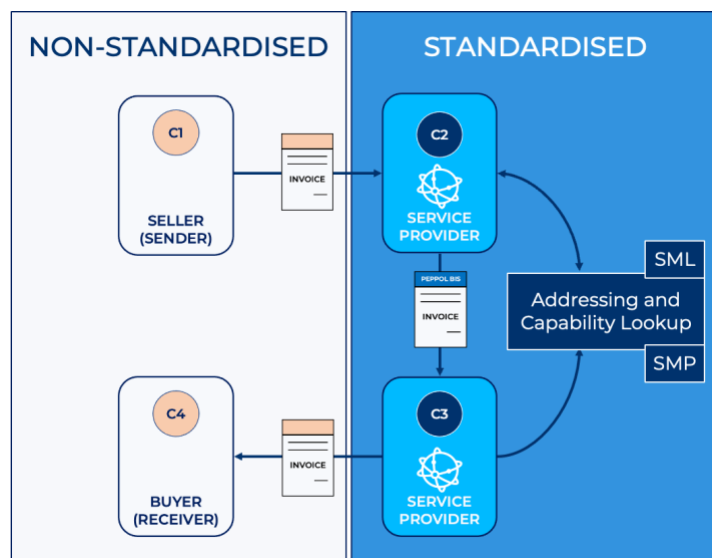 NON-STANDARDISED
STANDARDISED
C1
SELLER
(SENDER)
INVOICE
C2
SERVICE
PROVIDER
PEPPOL BIS
INVOICE
SML
Addressing and
Capability Lookup
SMP
C4
BUYER
(RECEIVER)
INVOICE
C3
SERVICE
PROVIDER